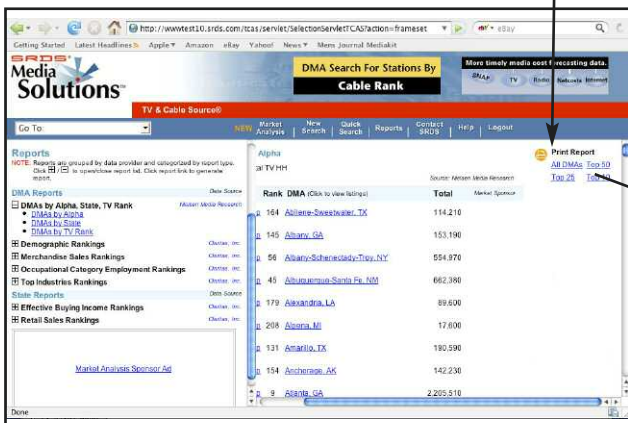 http://wwwtest10.srds.com/tcas/servlet/SelectionServletTCAS?action=frameset
eBay
Getting Started Latest Headlines Apple Amazon eBay Yahoo! News Mens Journal Mediakit
SRDS
Media
Solutions
DMA Search For Stations By
Cable Rank
More timely media cost forecasting data.
SNAP TV Radio Network Internet
TV & Cable Source®
Go To:
NEW Market Analysis | New Search | Quick Search | Reports | Contact SRDS | Help | Logout
Reports
NOTE: Reports are grouped by data provider and categorized by report type.
Click / to open/close report list. Click report link to generate
report.
DMA Reports Data Source
DMAs by Alpha, State, TV Rank Nielsen Media Research
DMAs by Alpha
DMAs by State
DMAs by TV Rank
Demographic Rankings Claritas, Inc.
Merchandise Sales Rankings Claritas, Inc.
Occupational Category Employment Rankings Claritas, Inc.
Top Industries Rankings Claritas, Inc.
State Reports Data Source
Effective Buying Income Rankings Claritas, Inc.
Retail Sales Rankings Claritas, Inc.
Market Analysis Sponsor Ad
Alpha
al TV HH
Source: Nielsen Media Research
Rank DMA (Click to view listings) Total Market Sponsor
p 164 Abilene-Sweetwater, TX 114,210
p 145 Albany, GA 153,190
p 56 Albany-Schenectady-Troy, NY 554,970
p 45 Albuquerque-Santa Fe, NM 662,380
p 179 Alexandria, LA 89,600
p 208 Alpena, MI 17,600
p 131 Amarillo, TX 190,590
p 154 Anchorage, AK 142,230
p 9 Atlanta, GA 2,205,510
Print Report
All DMAs Top 50
Top 25
Done